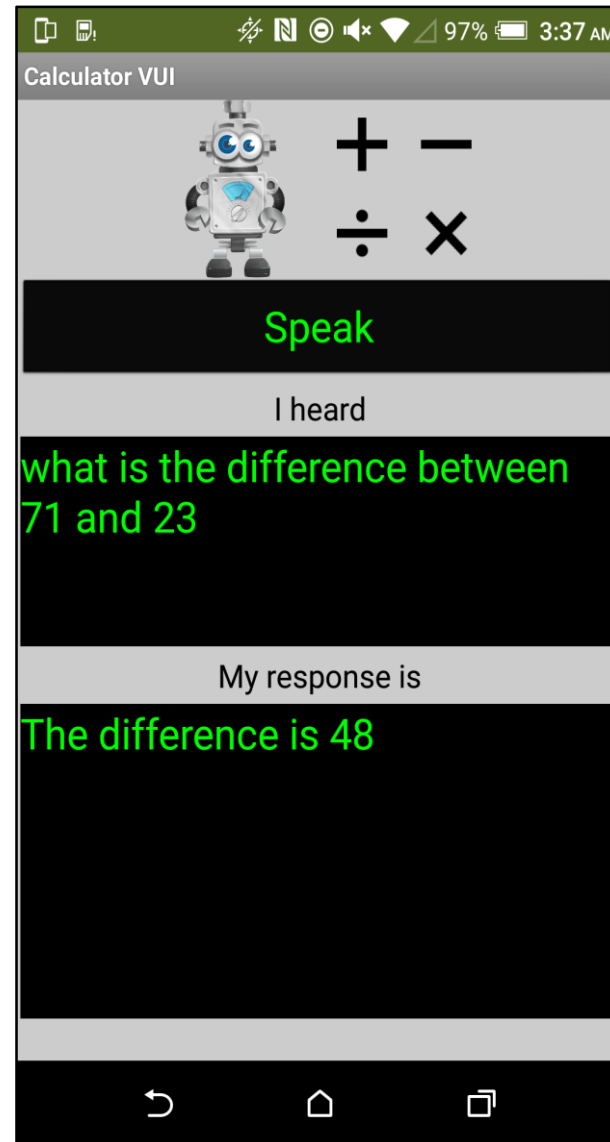 97% 3:37 AM
Calculator VUI
+ −
÷ ×
Speak
I heard
what is the difference between
71 and 23
My response is
The difference is 48